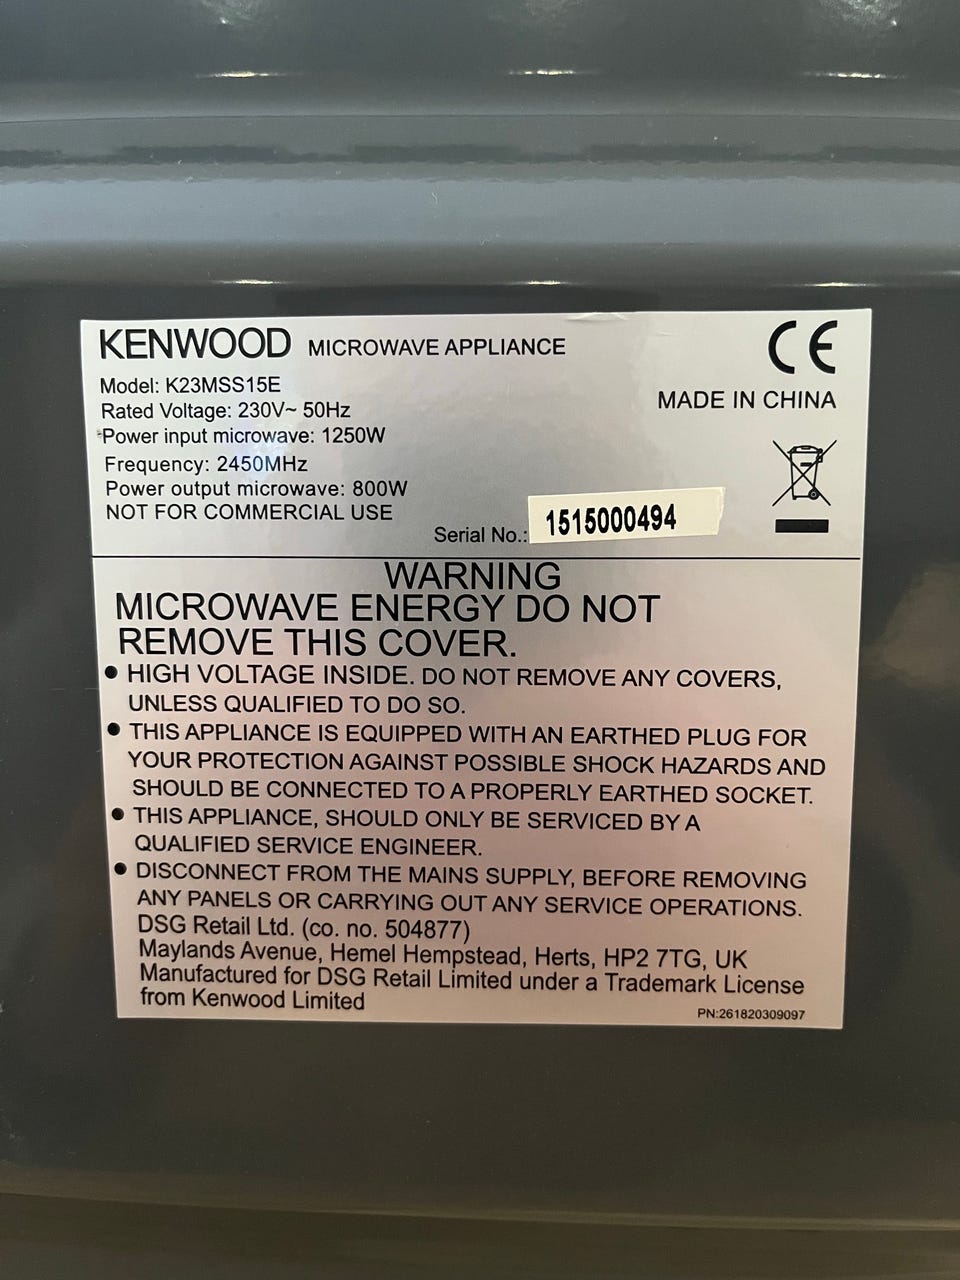 KENWOOD MICROWAVE APPLIANCE
CE
Model: K23MSS15E
MADE IN CHINA
Rated Voltage: 230V~ 50Hz
Power input microwave: 1250W
Frequency: 2450MHz
Power output microwave: 800W
NOT FOR COMMERCIAL USE
Serial No.: 1515000494
WARNING
MICROWAVE ENERGY DO NOT
REMOVE THIS COVER.
● HIGH VOLTAGE INSIDE. DO NOT REMOVE ANY COVERS,
UNLESS QUALIFIED TO DO SO.
● THIS APPLIANCE IS EQUIPPED WITH AN EARTHED PLUG FOR
YOUR PROTECTION AGAINST POSSIBLE SHOCK HAZARDS AND
SHOULD BE CONNECTED TO A PROPERLY EARTHED SOCKET.
● THIS APPLIANCE, SHOULD ONLY BE SERVICED BY A
QUALIFIED SERVICE ENGINEER.
● DISCONNECT FROM THE MAINS SUPPLY, BEFORE REMOVING
ANY PANELS OR CARRYING OUT ANY SERVICE OPERATIONS.
DSG Retail Ltd. (co. no. 504877)
Maylands Avenue, Hemel Hempstead, Herts, HP2 7TG, UK
Manufactured for DSG Retail Limited under a Trademark License
from Kenwood Limited
PN:261820309097